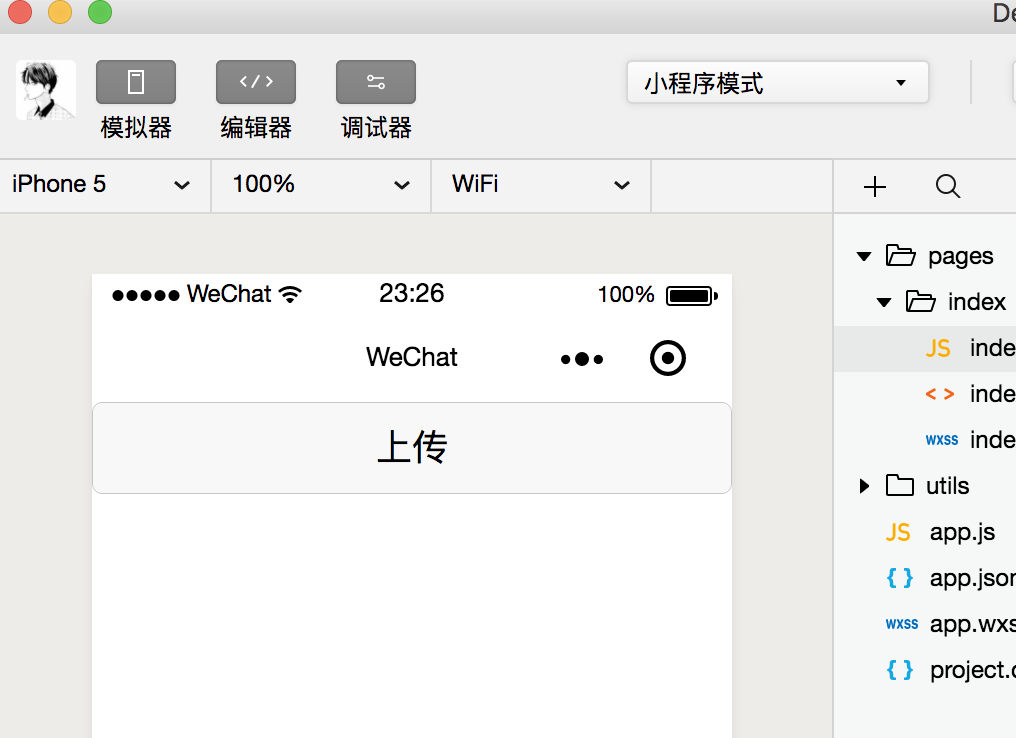 De
模拟器 编辑器 调试器 小程序模式
iPhone 5 100% WiFi
WeChat 23:26 100%
WeChat
上传
pages
index
JS inde
< > inde
wxss inde
utils
JS app.js
{ } app.json
wxss app.wxs
{ } project.c